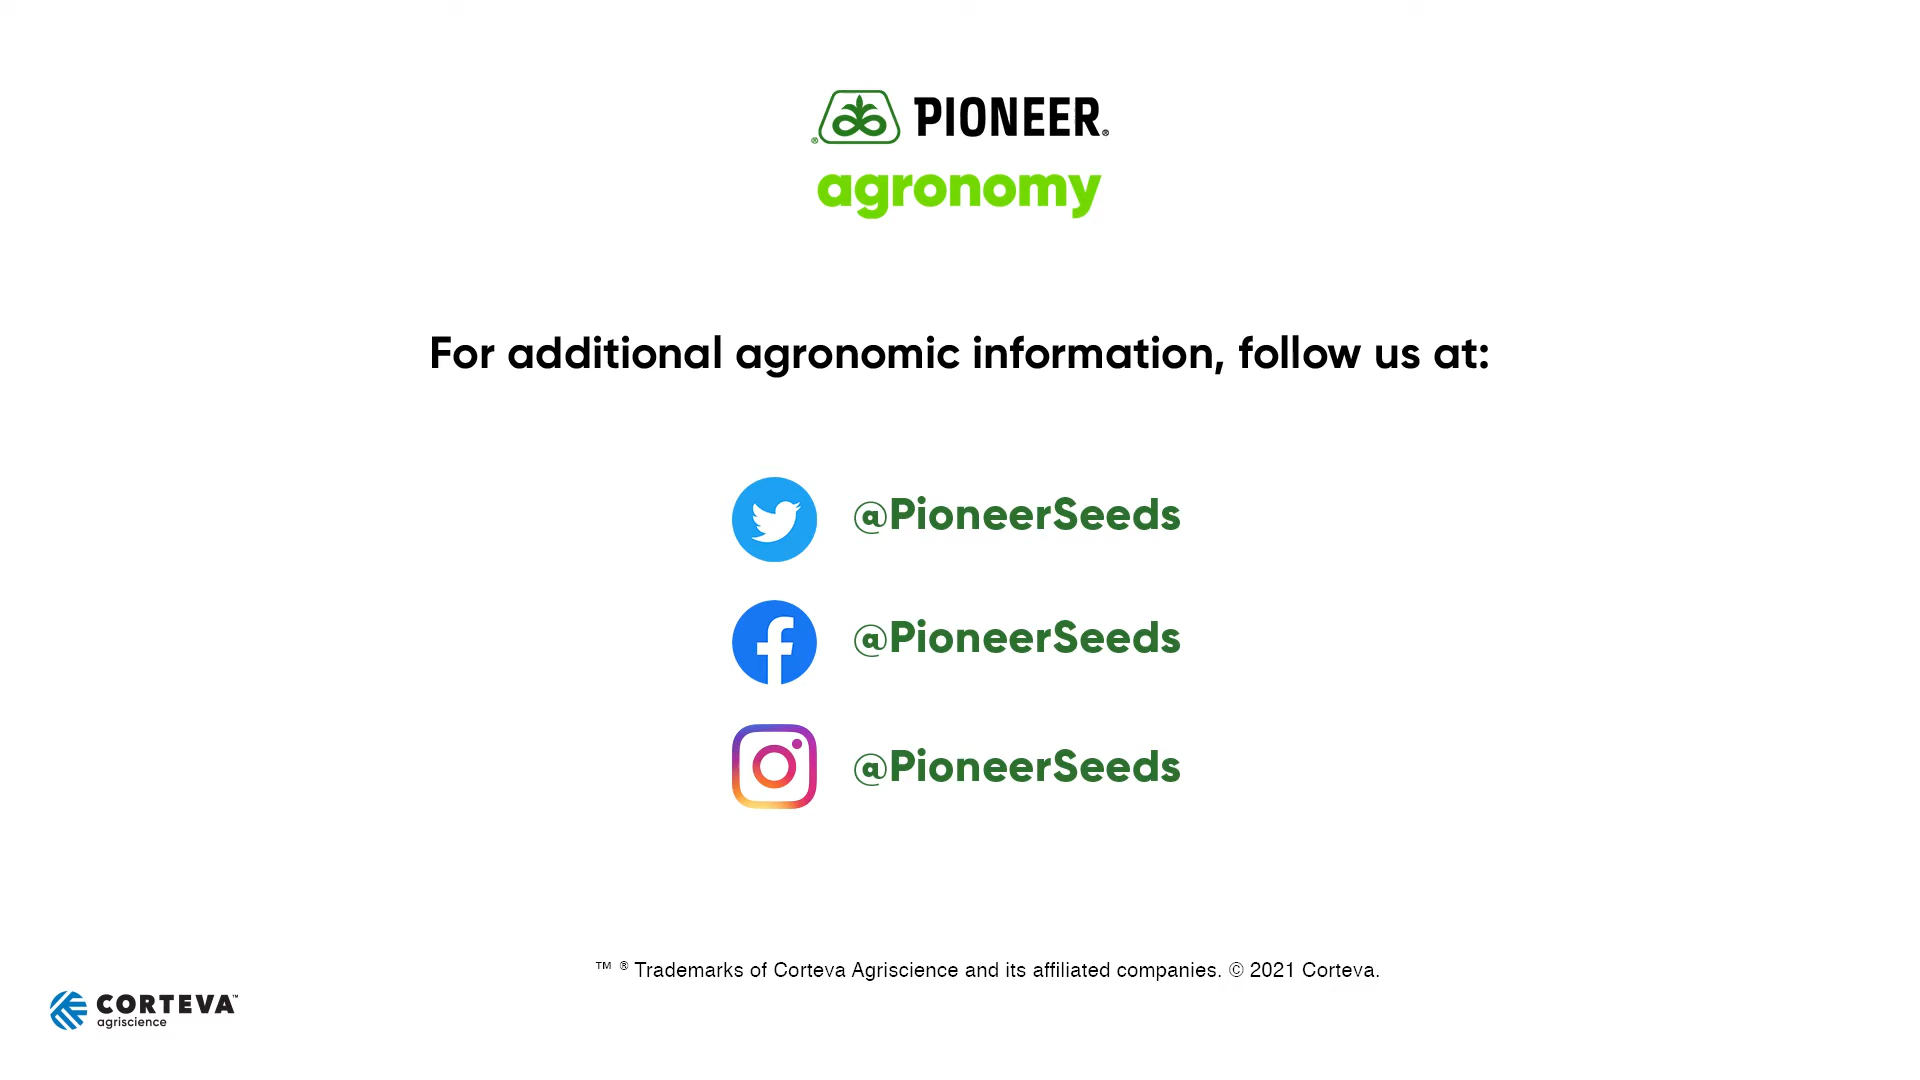 PIONEER®
agronomy
For additional agronomic information, follow us at:
@PioneerSeeds
@PioneerSeeds
@PioneerSeeds
™ ® Trademarks of Corteva Agriscience and its affiliated companies. © 2021 Corteva.
CORTEVA™
agriscience